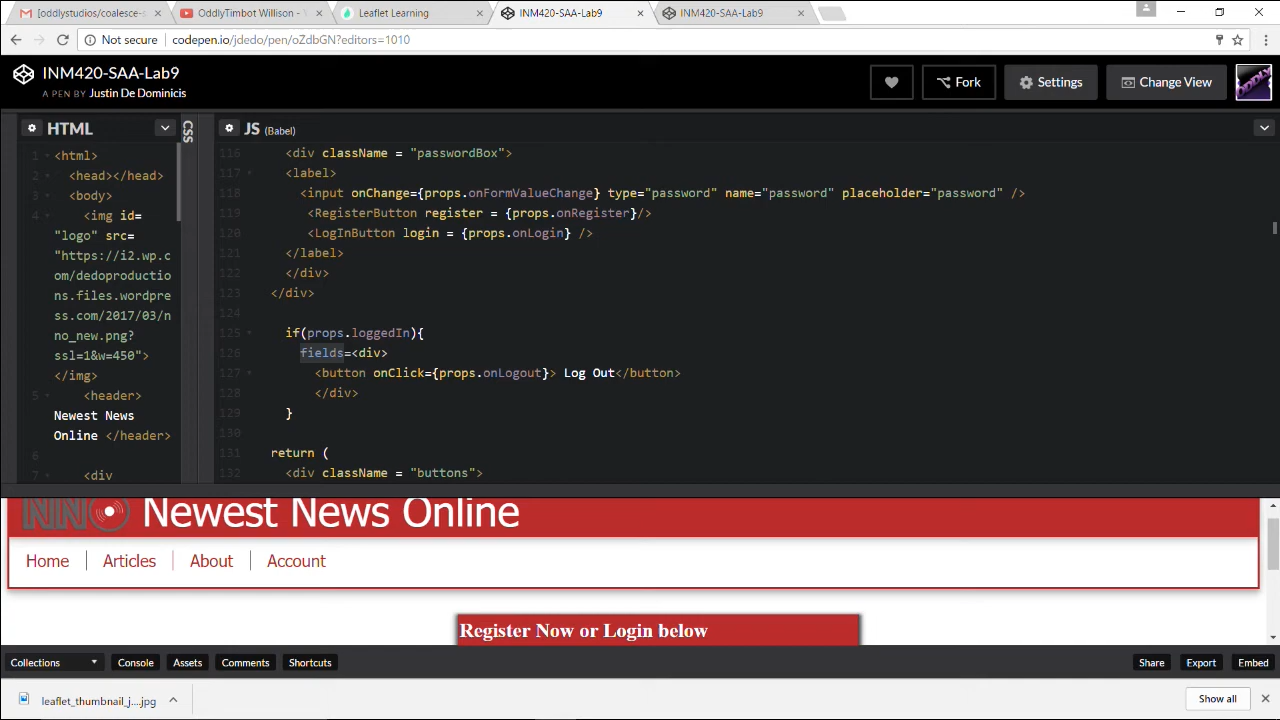 [oddlystudios/coalesce-s
OddlyTimbot Willison - Y
Leaflet Learning
INM420-SAA-Lab9
INM420-SAA-Lab9
Not secure
codepen.io/jdedo/pen/oZdbGN?editors=1010
INM420-SAA-Lab9
A PEN BY Justin De Dominicis
Fork
Settings
Change View
ODDLY
HTML
CSS
JS (Babel)
1 <html>
2 <head></head>
3 <body>
4 <img id=
"logo" src=
"https://i2.wp.c
om/dedoproductio
ns.files.wordpre
ss.com/2017/03/n
no_new.png?
ssl=1&w=450">
</img>
5 <header>
Newest News
Online </header>
6
7 <div
116 <div className = "passwordBox">
117 <label>
118 <input onChange={props.onFormValueChange} type="password" name="password" placeholder="password" />
119 <RegisterButton register = {props.onRegister}/>
120 <LogInButton login = {props.onLogin} />
121 </label>
122 </div>
123 </div>
124
125 if(props.loggedIn){
126 fields=<div>
127 <button onClick={props.onLogout}> Log Out</button>
128 </div>
129 }
130
131 return (
132 <div className = "buttons">
NNO Newest News Online
Home Articles About Account
Register Now or Login below
Collections
Console
Assets
Comments
Shortcuts
Share
Export
Embed
leaflet_thumbnail_j....jpg
Show all